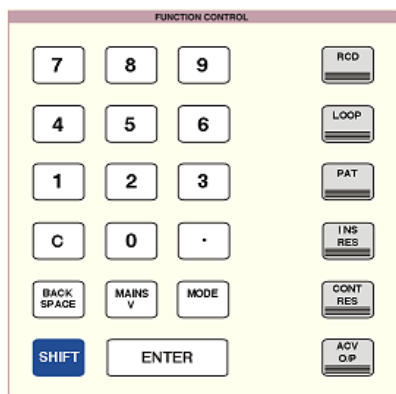 FUNCTION CONTROL
7 8 9 RCD
4 5 6 LOOP
1 2 3 PAT
C 0 . INS
RES
BACK
SPACE
MAINS
V
MODE
CONT
RES
SHIFT ENTER ACV
O/P